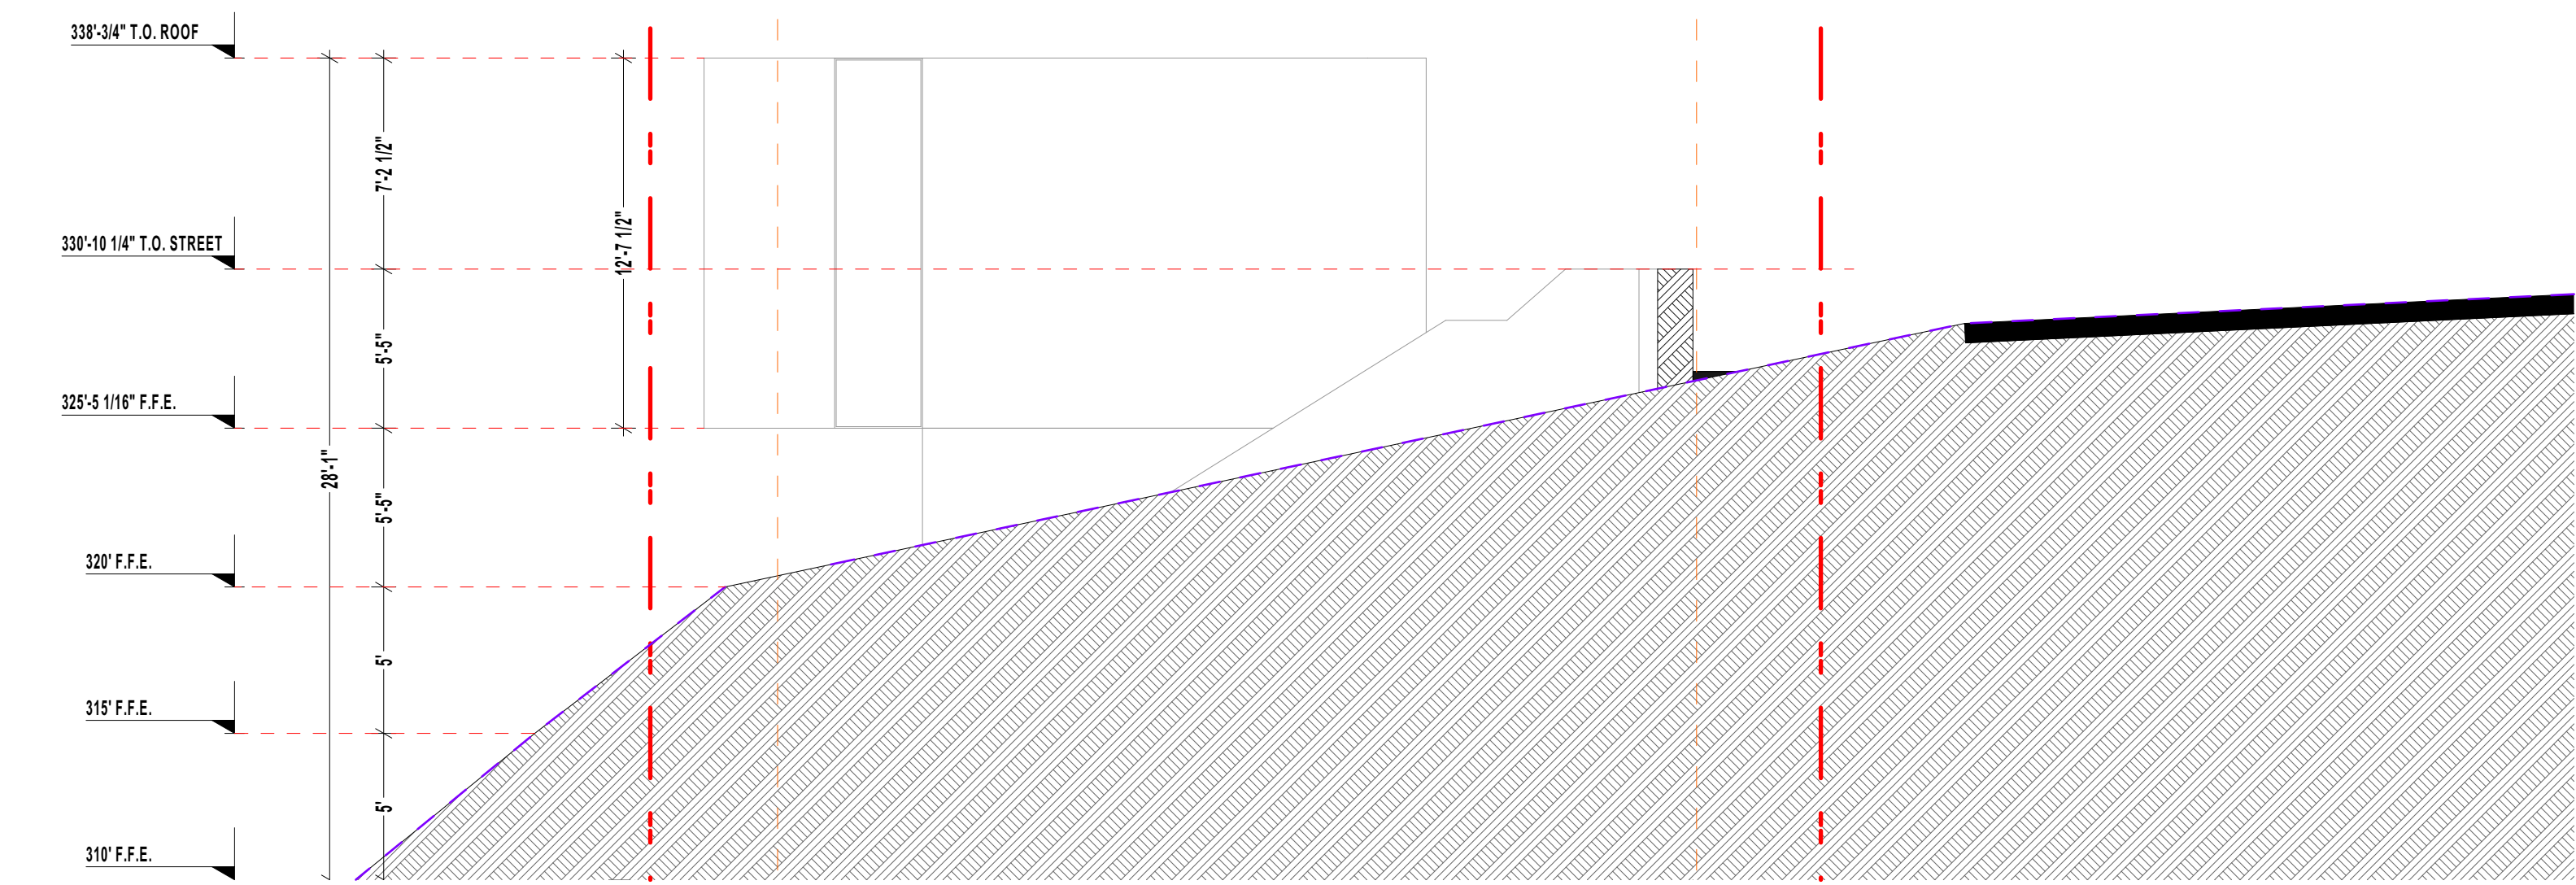 338'-3/4" T.O. ROOF
7'-2 1/2"
12'-7 1/2"
330'-10 1/4" T.O. STREET
5'-5"
325'-5 1/16" F.F.E.
28'-1"
5'-5"
320' F.F.E.
5'
315' F.F.E.
5'
310' F.F.E.